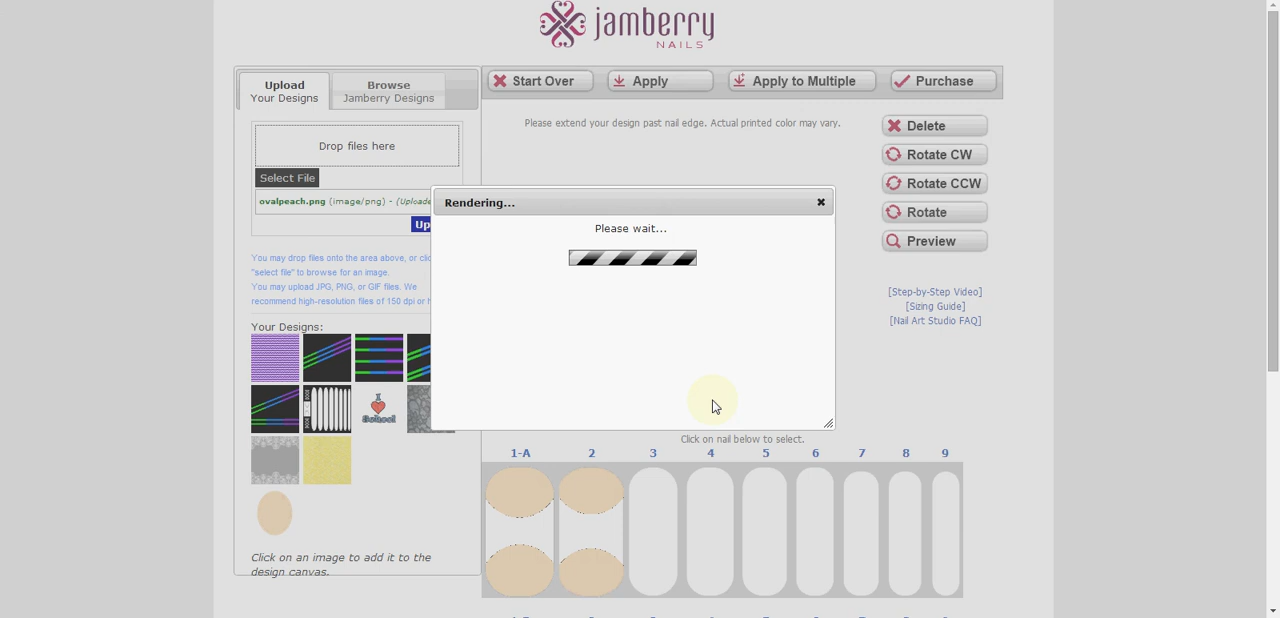 jamberry
NAILS
Upload
Your Designs
Browse
Jamberry Designs
Start Over
Apply
Apply to Multiple
Purchase
Please extend your design past nail edge. Actual printed color may vary.
Drop files here
Select File
ovalpeach.png (image/png) - (Uploade
Up
Delete
Rotate CW
Rotate CCW
Rotate
Preview
Rendering...
Please wait...
You may drop files onto the area above, or clic
"select file" to browse for an image.
You may upload JPG, PNG, or GIF files. We
recommend high-resolution files of 150 dpi or h
[Step-by-Step Video]
[Sizing Guide]
[Nail Art Studio FAQ]
Your Designs:
I
School
Click on nail below to select.
1-A 2 3 4 5 6 7 8 9
Click on an image to add it to the
design canvas.